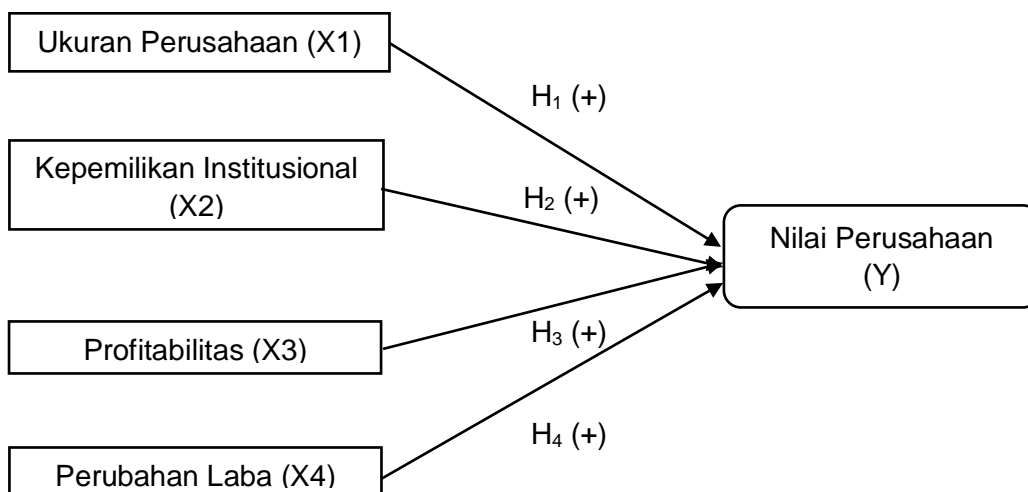 Ukuran Perusahaan (X1)
H₁ (+)
Kepemilikan Institusional
(X2)
H₂ (+)
Nilai Perusahaan
(Y)
Profitabilitas (X3)
H₃ (+)
H₄ (+)
Perubahan Laba (X4)